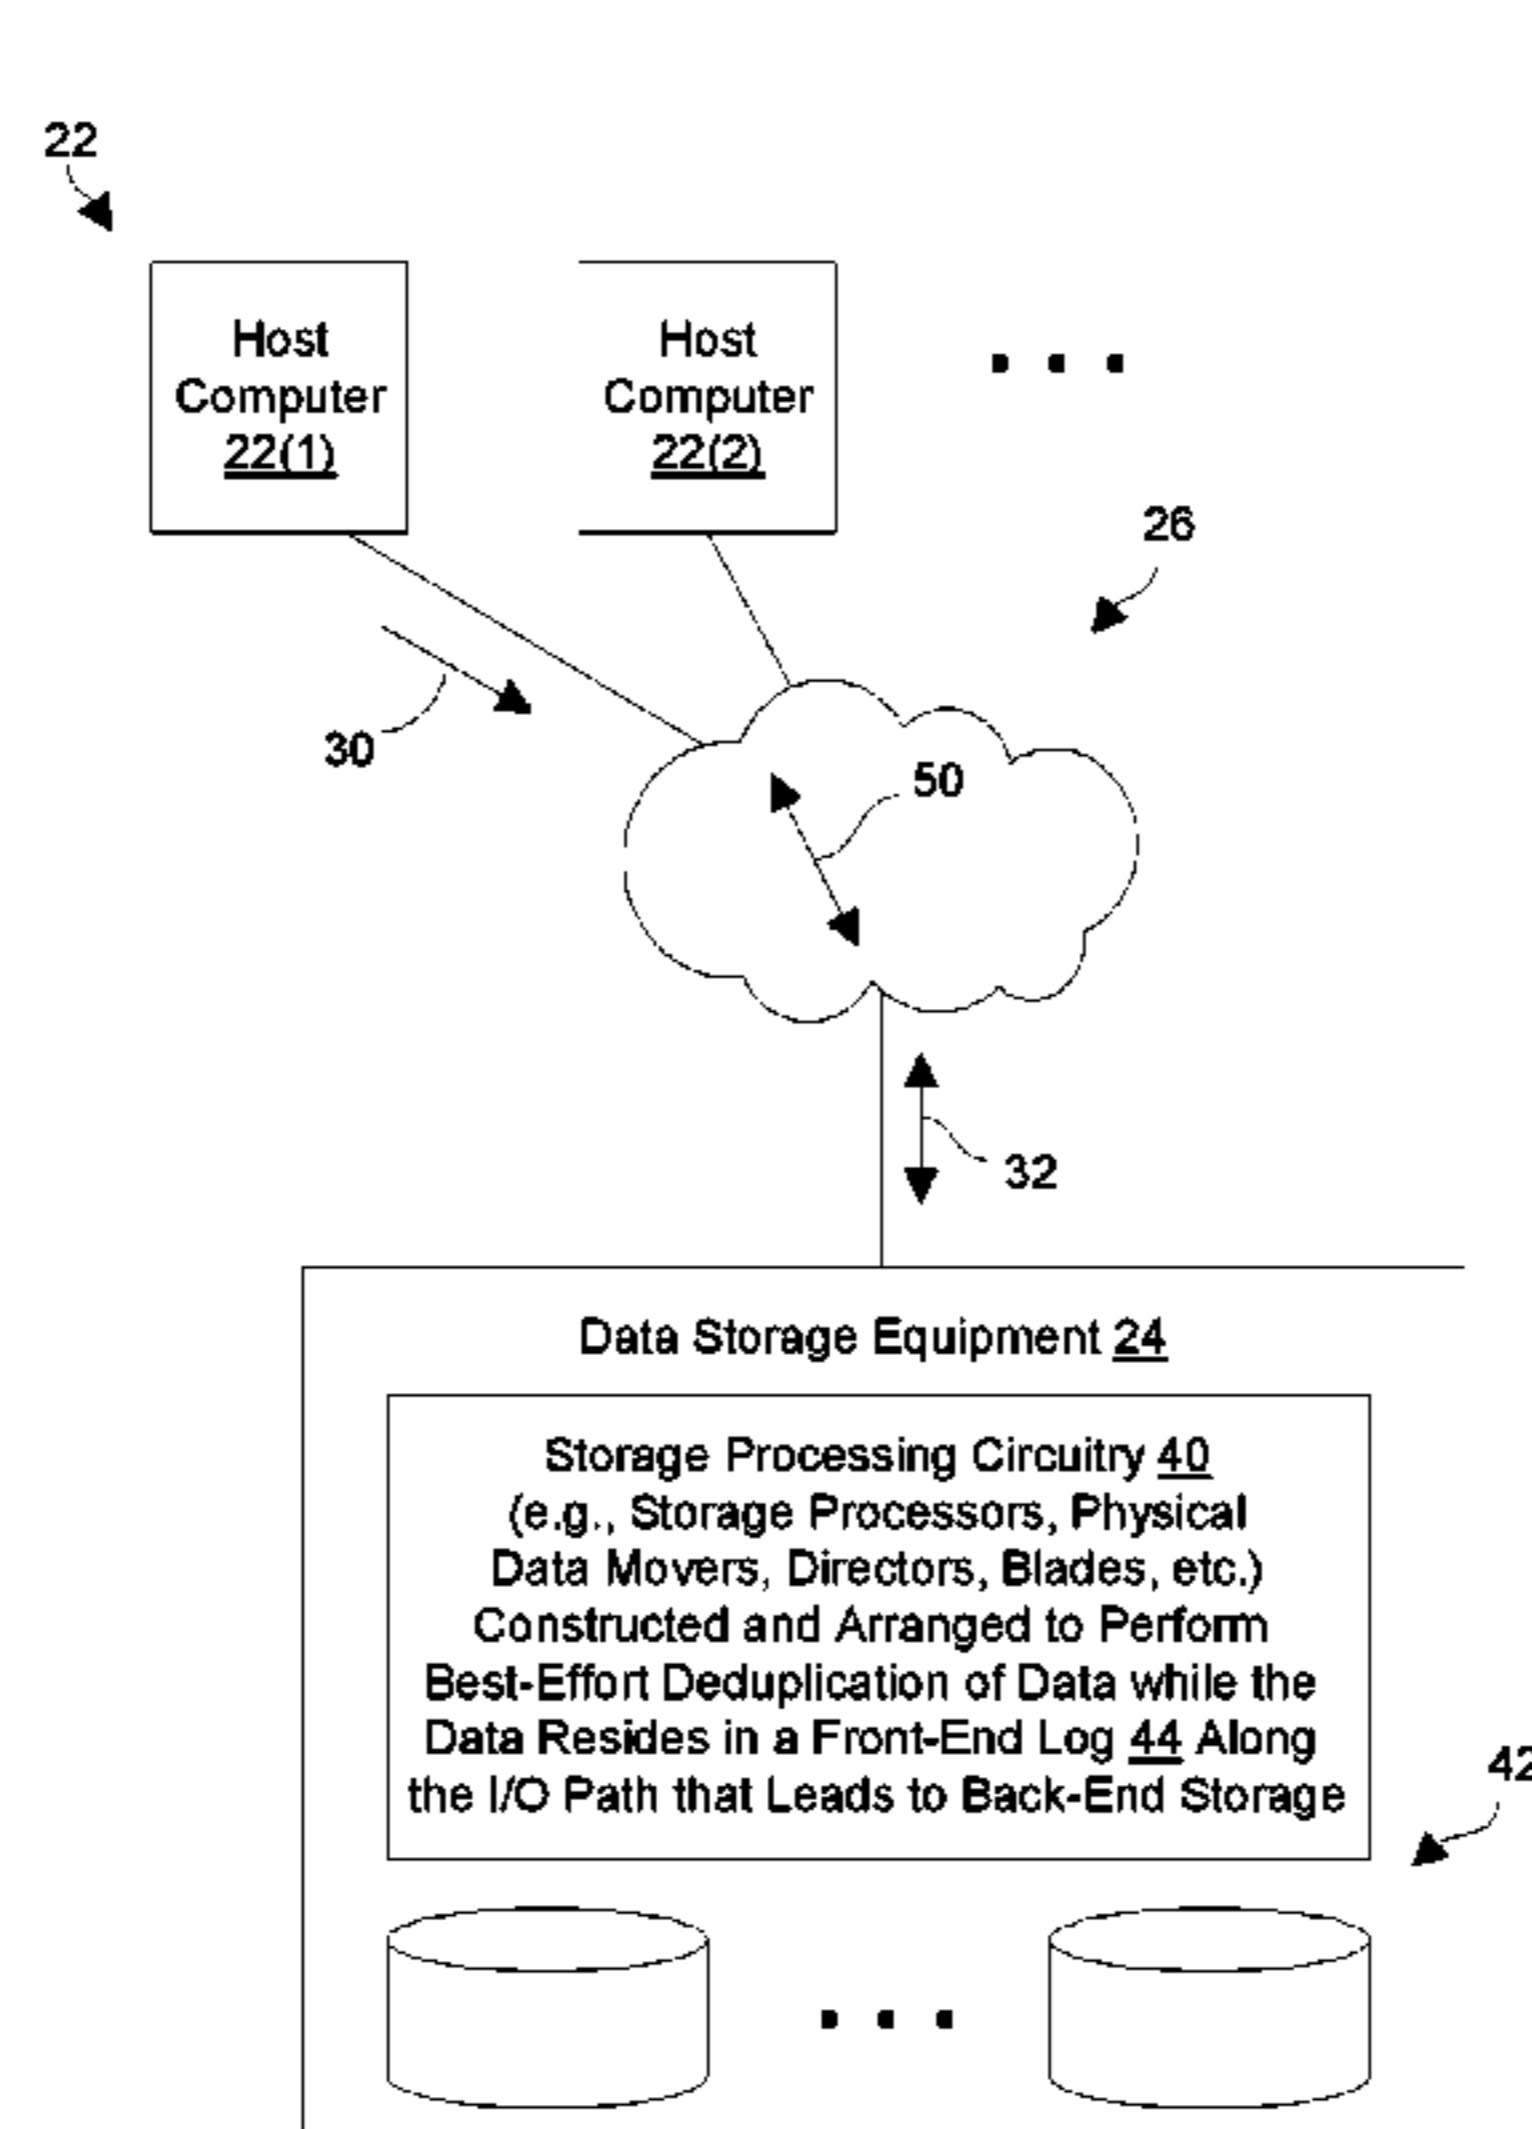 22
Host
Computer
22(1)
Host
Computer
22(2)
26
30
50
32
Data Storage Equipment 24
Storage Processing Circuitry 40
(e.g., Storage Processors, Physical
Data Movers, Directors, Blades, etc.)
Constructed and Arranged to Perform
Best-Effort Deduplication of Data while the
Data Resides in a Front-End Log 44 Along
the I/O Path that Leads to Back-End Storage
42